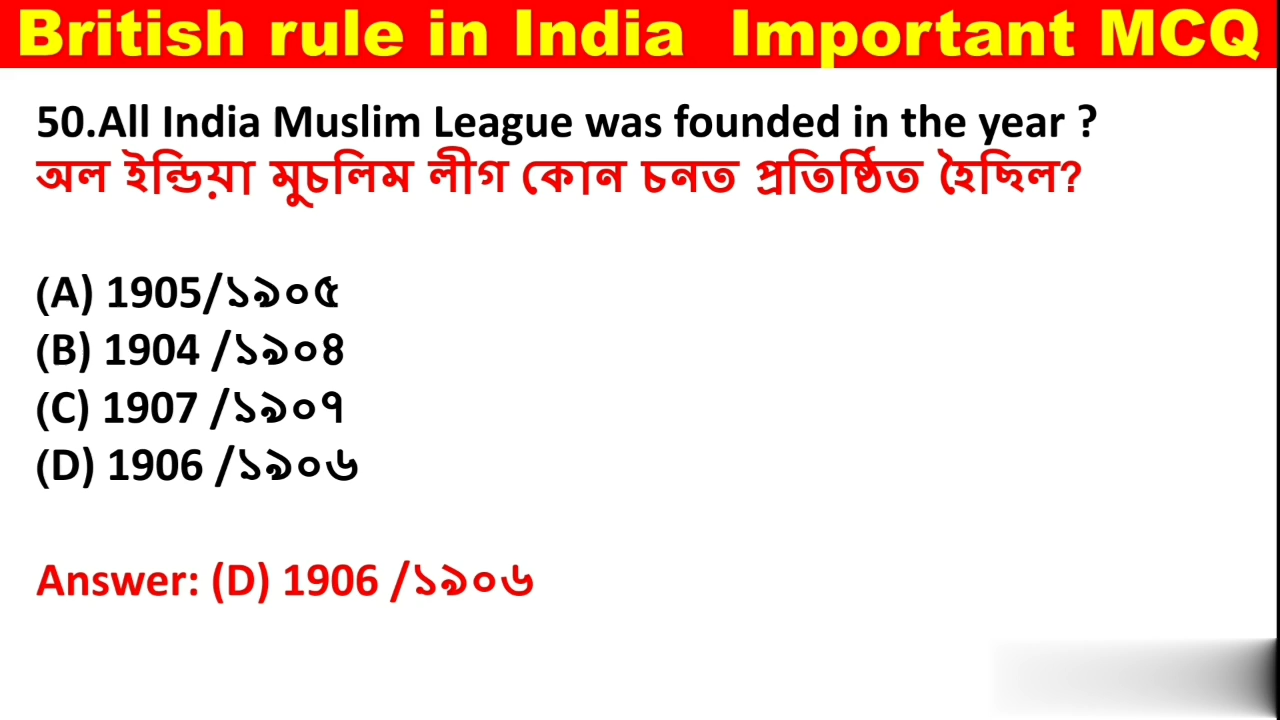 British rule in India Important MCQ
50.All India Muslim League was founded in the year ?
অল ইন্ডিয়া মুচলিম লীগ কোন চনত প্ৰতিষ্ঠিত হৈছিল?
(A) 1905/১৯০৫
(B) 1904 /১৯০৪
(C) 1907 /১৯০৭
(D) 1906 /১৯০৬
Answer: (D) 1906 /১৯০৬